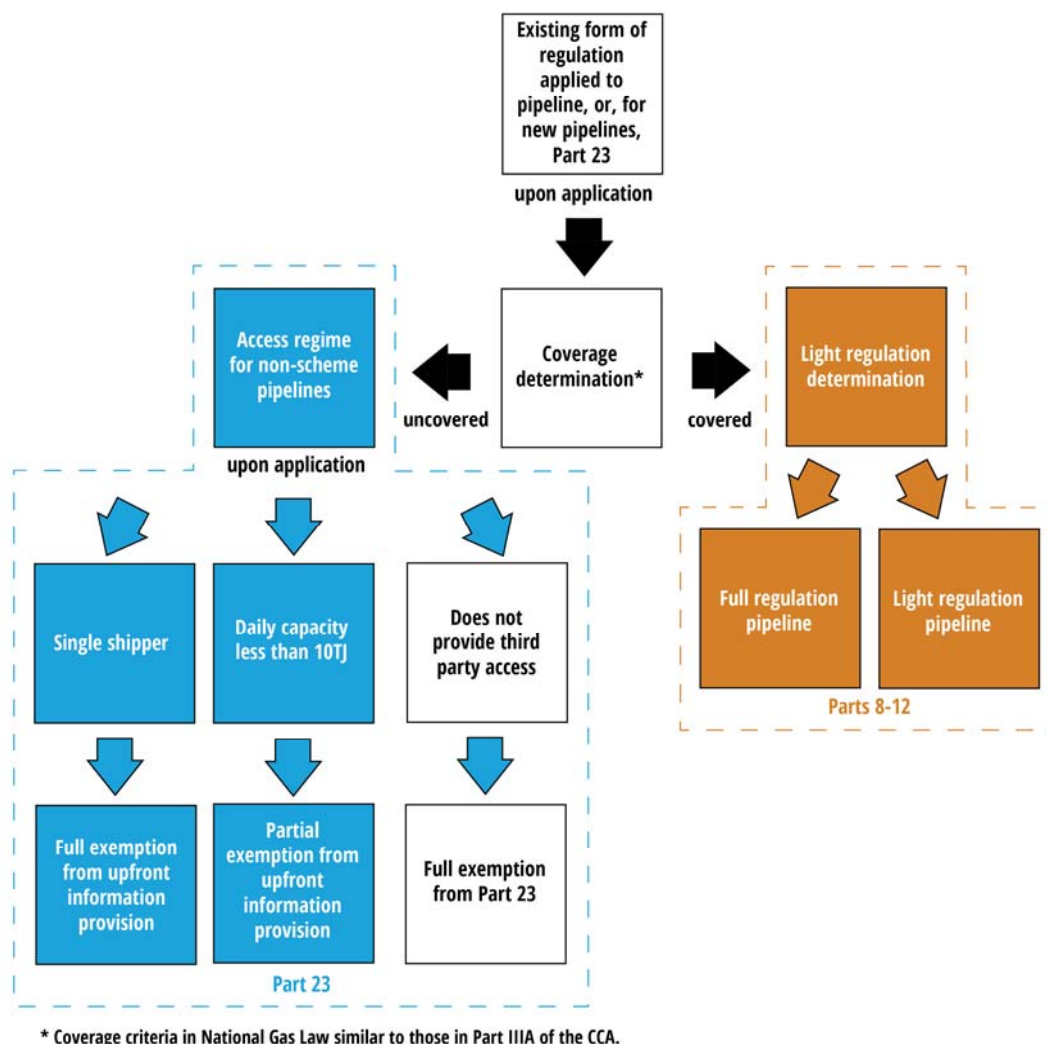 Existing form of
regulation
applied to
pipeline, or, for
new pipelines,
Part 23
upon application
Access regime
for non-scheme
pipelines
uncovered
Coverage
determination*
covered
Light regulation
determination
upon application
Single shipper
Daily capacity
less than 10TJ
Does not
provide third
party access
Full regulation
pipeline
Light regulation
pipeline
Parts 8-12
Full exemption
from upfront
information
provision
Partial
exemption from
upfront
information
provision
Full exemption
from Part 23
Part 23
* Coverage criteria in National Gas Law similar to those in Part IIIA of the CCA.